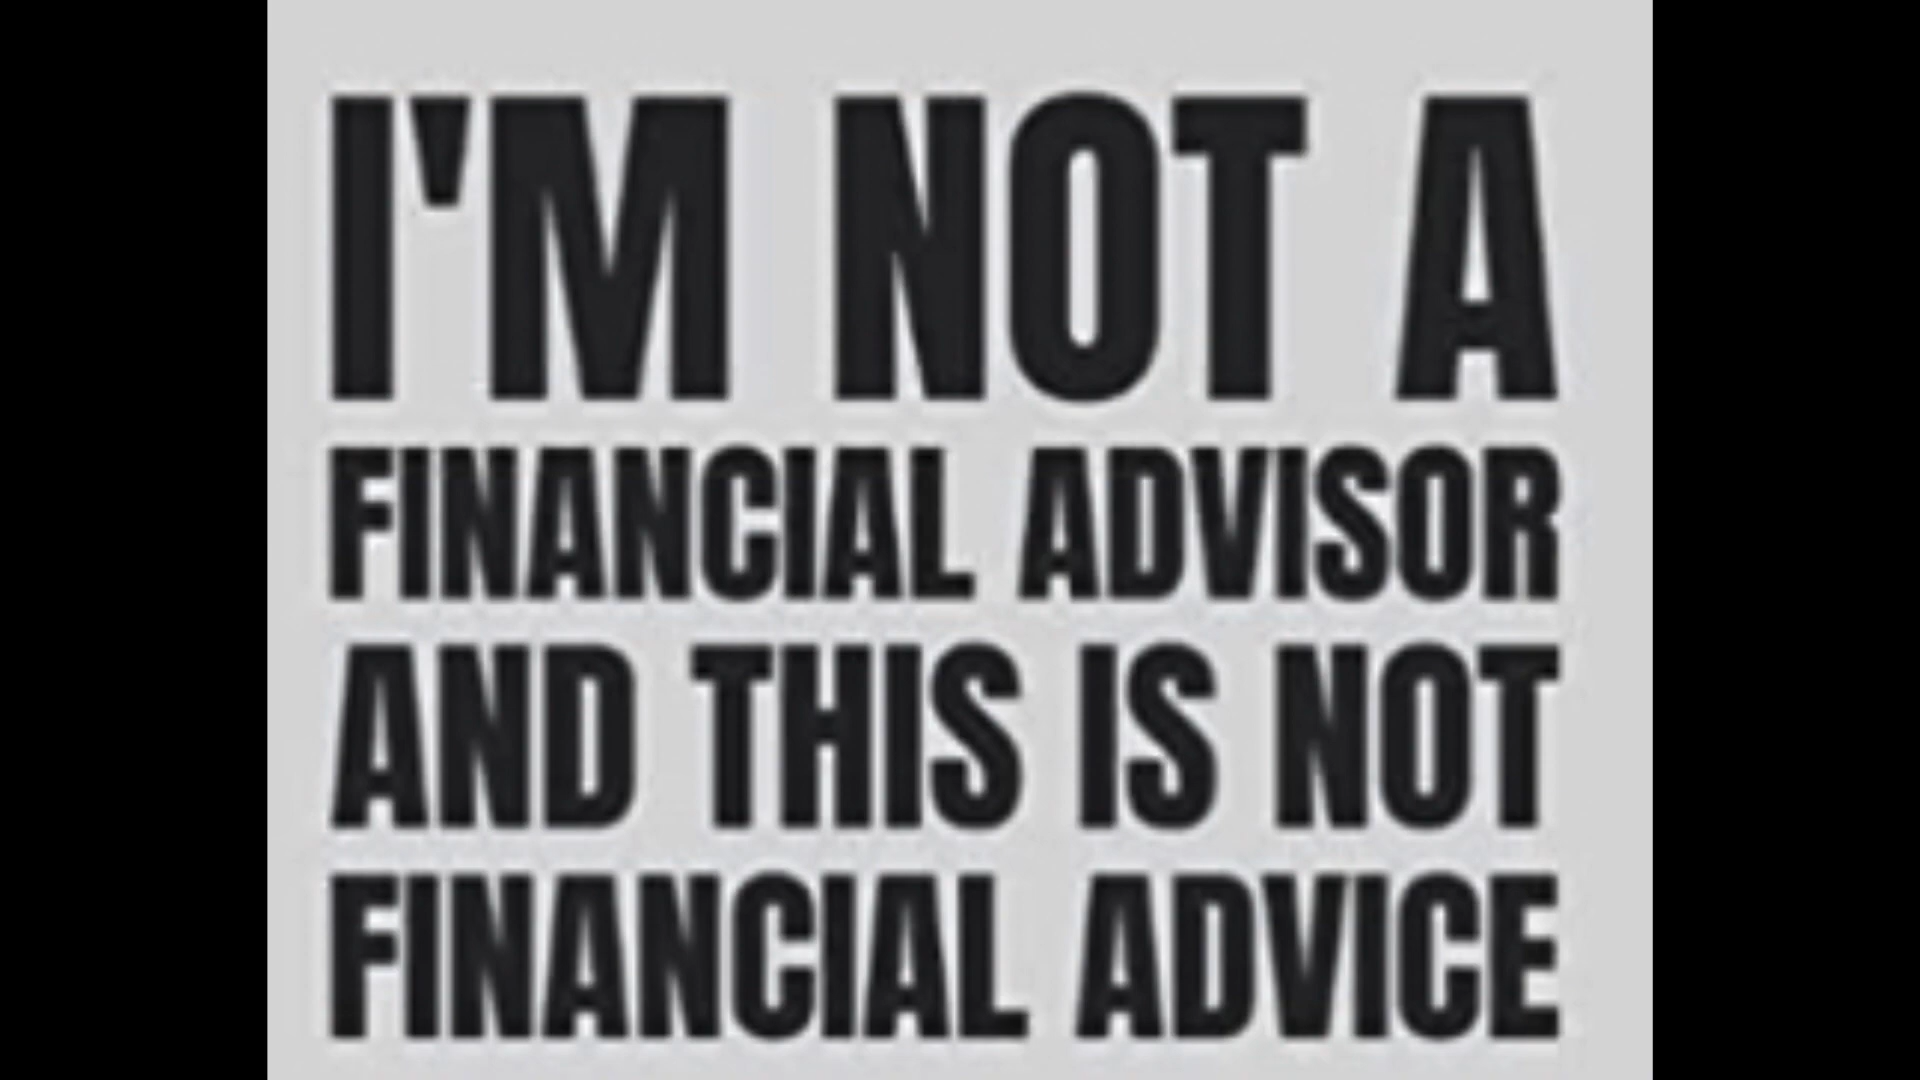 I'M NOT A
FINANCIAL ADVISOR
AND THIS IS NOT
FINANCIAL ADVICE